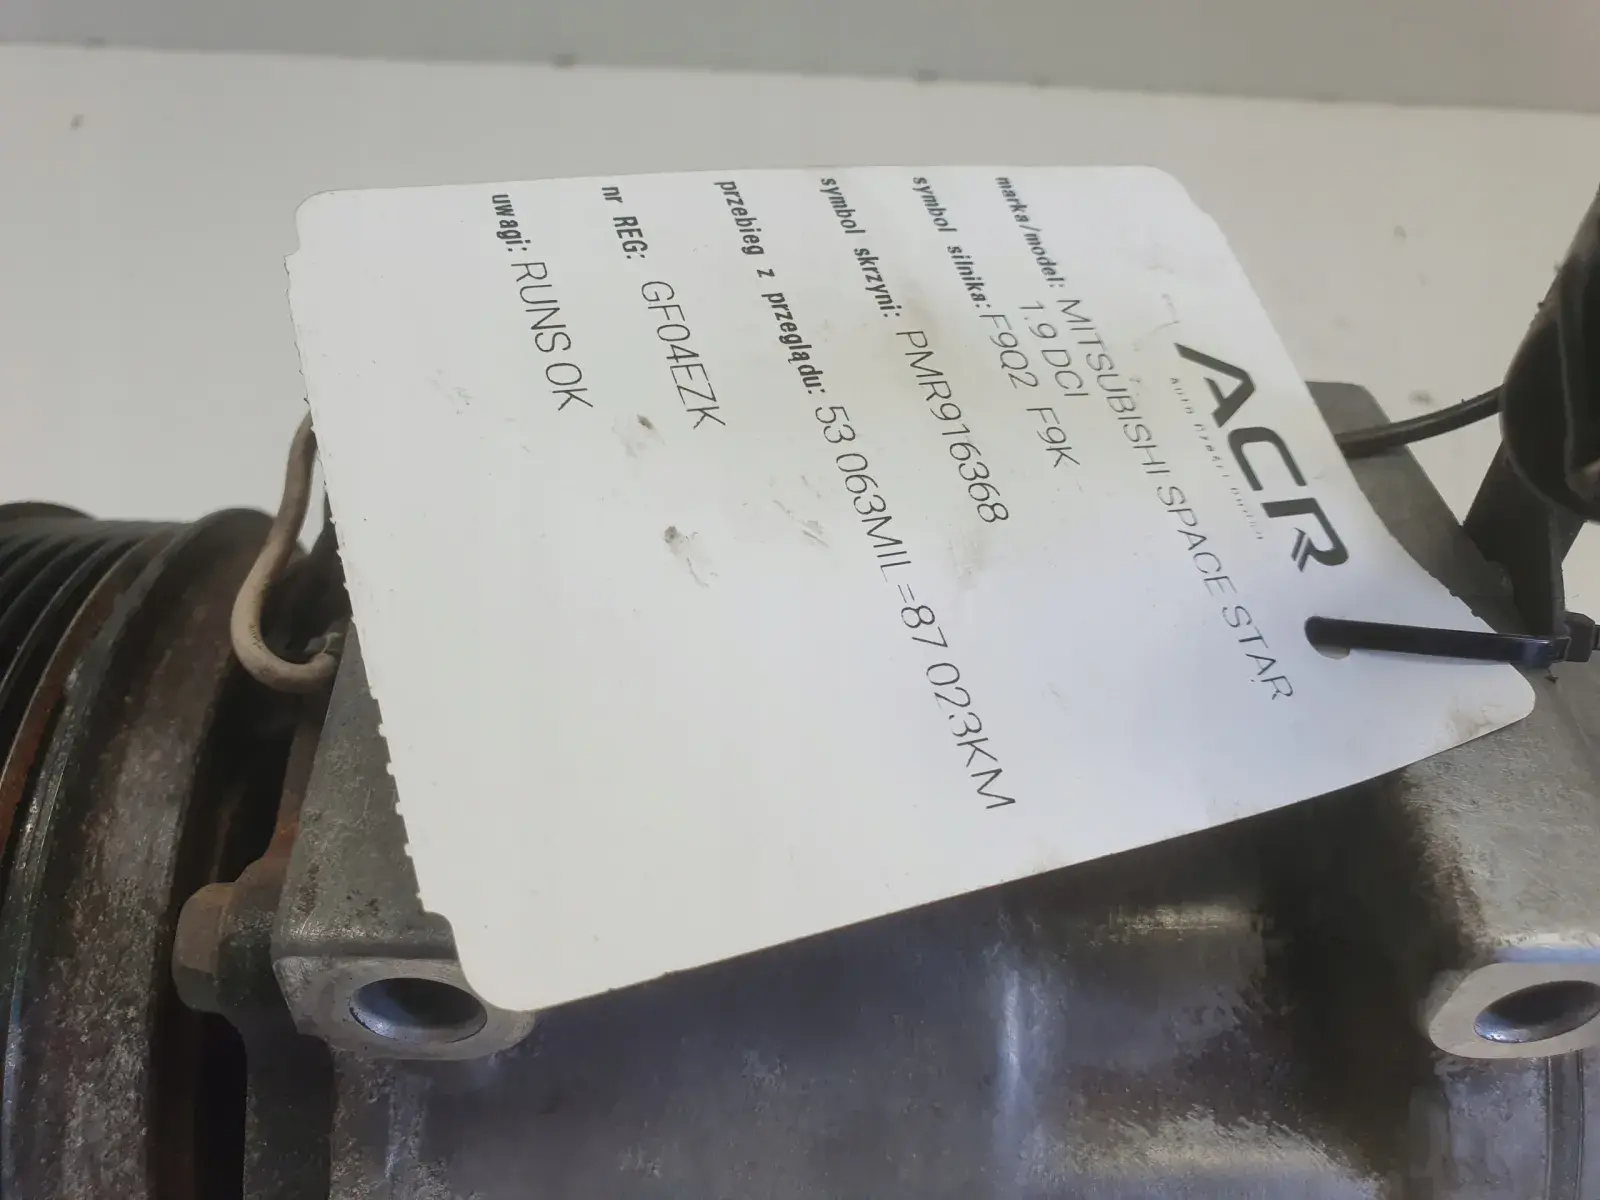 ACR
marka/model: MITSUBISHI SPACE STAR
1.9 DCI
symbol silnika: F9Q2 F9K
symbol skrzyni: PMR916368
przebieg z przeglądu: 53 063MIL=87 023KM
nr REG: GF04EZK
uwagi: RUNS OK